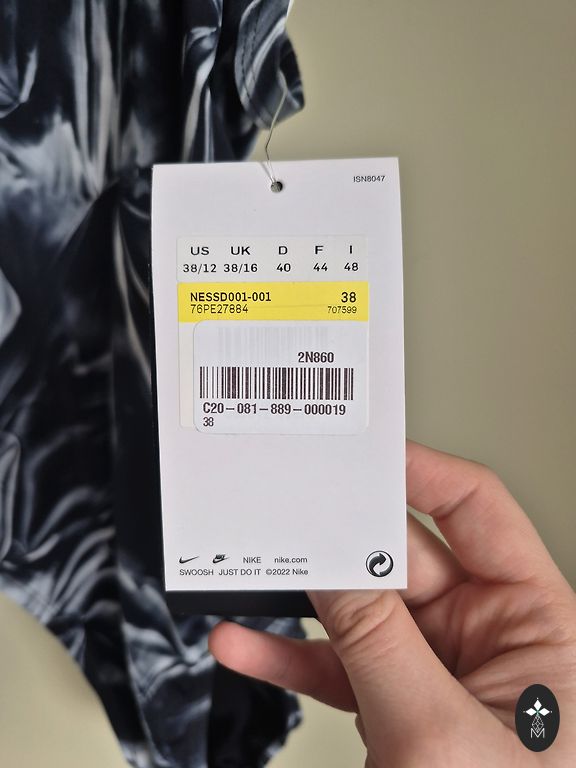 ISN8047
US UK D F I
38/12 38/16 40 44 48
NESSD001-001 38
76PE27884 707599
2N860
C20-081-889-000019
38
NIKE nike.com
SWOOSH JUST DO IT ©2022 Nike
M